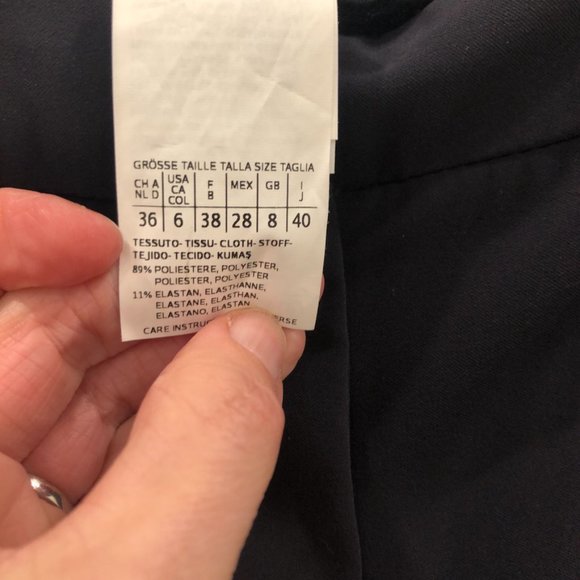 GRÖSSE TAILLE TALLA SIZE TAGLIA
CH A NL D | USA CA COL | F B | MEX | GB | I J
36 | 6 | 38 | 28 | 8 | 40
TESSUTO- TISSU- CLOTH- STOFF-
TEJIDO- TECIDO- KUMAŞ
89% POLIESTERE, POLYESTER,
POLIESTER, POLYESTER
11% ELASTAN, ELASTHANNE,
ELASTANE, ELASTHAN,
ELASTANO, ELASTAN
CARE